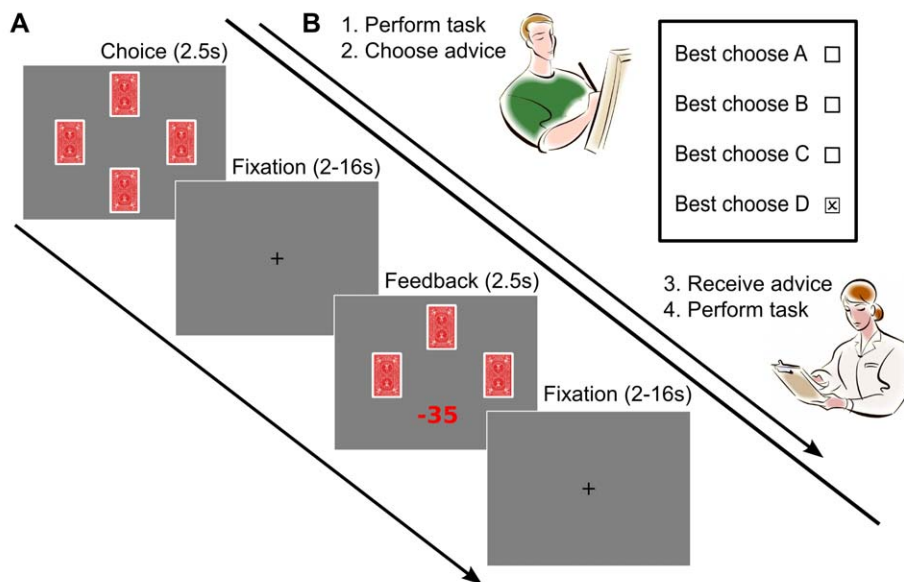 A
Choice (2.5s)
Fixation (2-16s)
+
Feedback (2.5s)
-35
Fixation (2-16s)
+
B
1. Perform task
2. Choose advice
Best choose A
Best choose B
Best choose C
Best choose D x
3. Receive advice
4. Perform task